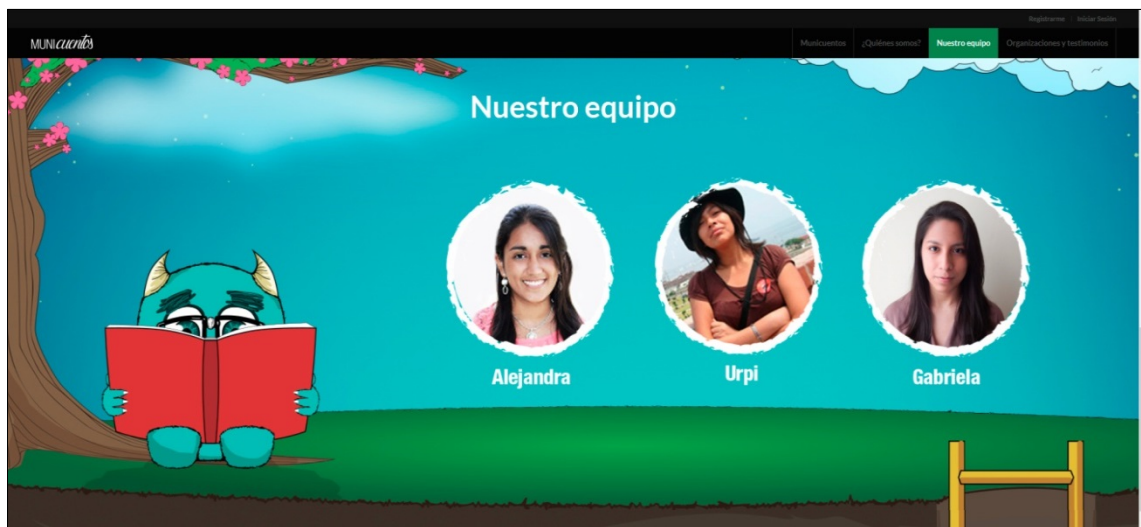 Registrarme | Iniciar Sesión
MUNICUENTOS
Municuentos
¿Quiénes somos?
Nuestro equipo
Organizaciones y testimonios
Nuestro equipo
Alejandra
Urpi
Gabriela